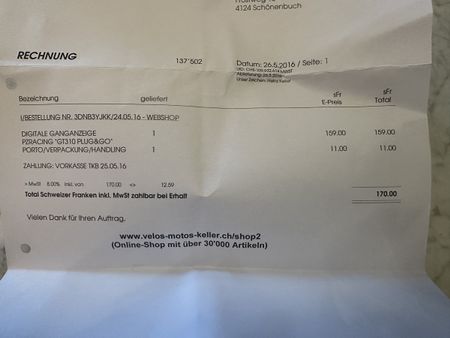 4124 Schönenbuch
RECHNUNG 137'502 Datum: 26.5.2016 / Seite: 1
Bezeichnung geliefert sFr E-Preis sFr Total
I/BESTELLUNG NR. 3DNB3YJKK/24.05.16 - WEBSHOP
DIGITALE GANGANZEIGE 1 159.00 159.00
PZRACING "GT310 PLUG&GO"
PORTO/VERPACKUNG/HANDLING 1 11.00 11.00
ZAHLUNG: VORKASSE TKB 25.05.16
> MwSt 8.00% inkl. von 170.00 <> 12.59
Total Schweizer Franken inkl. MwSt zahlbar bei Erhalt 170.00
Vielen Dank für Ihren Auftrag.
www.velos-motos-keller.ch/shop2
(Online-Shop mit über 30'000 Artikeln)